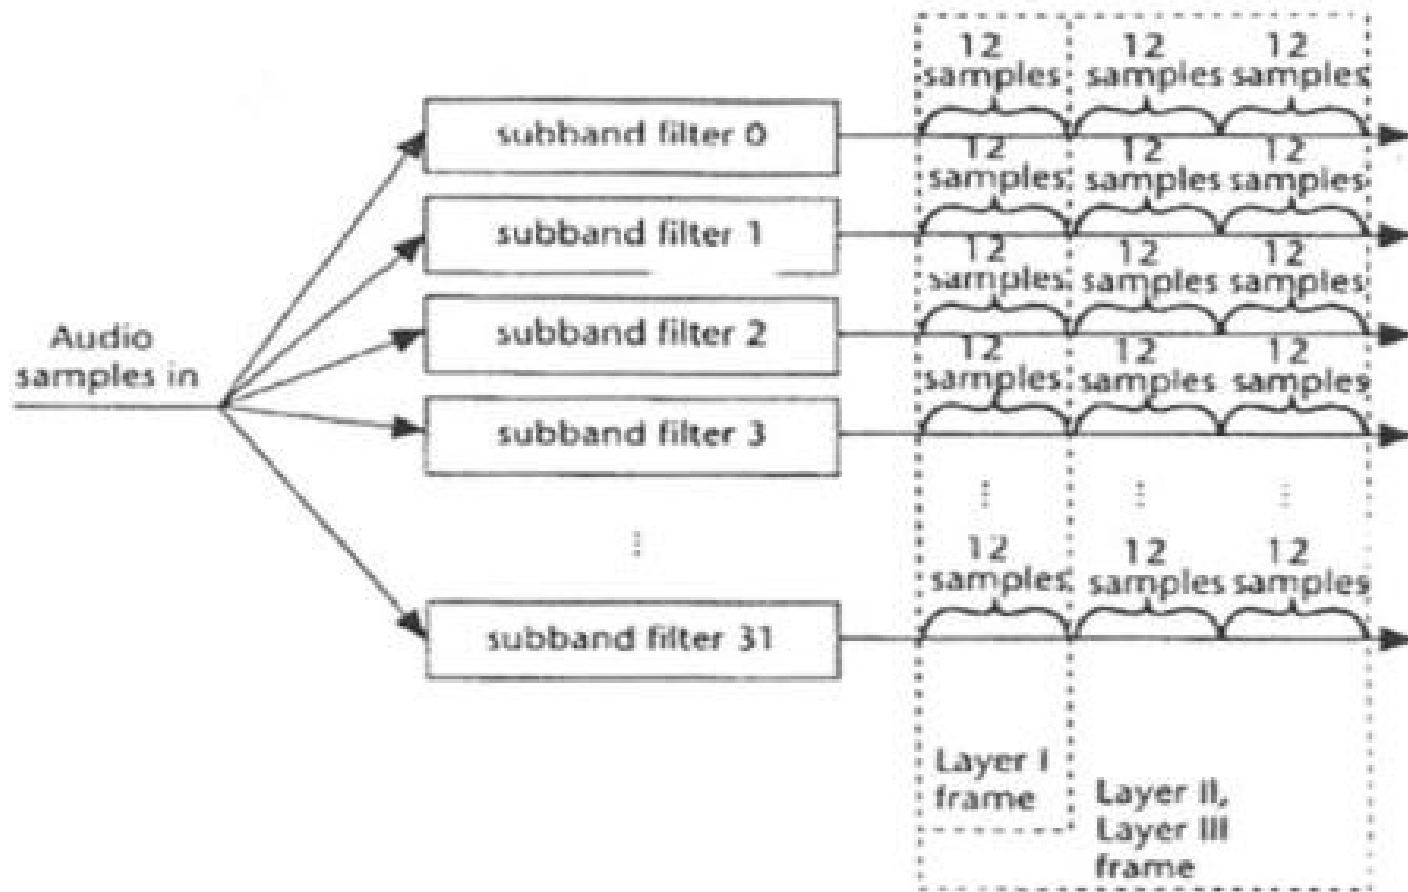 12 12 12
samples samples samples
subband filter 0
12 12 12
samples samples samples
subband filter 1
12 12 12
samples samples samples
Audio
samples in
subband filter 2
12 12 12
samples samples samples
subband filter 3
12 12 12
samples samples samples
subband filter 31
Layer I
frame
Layer II,
Layer III
frame